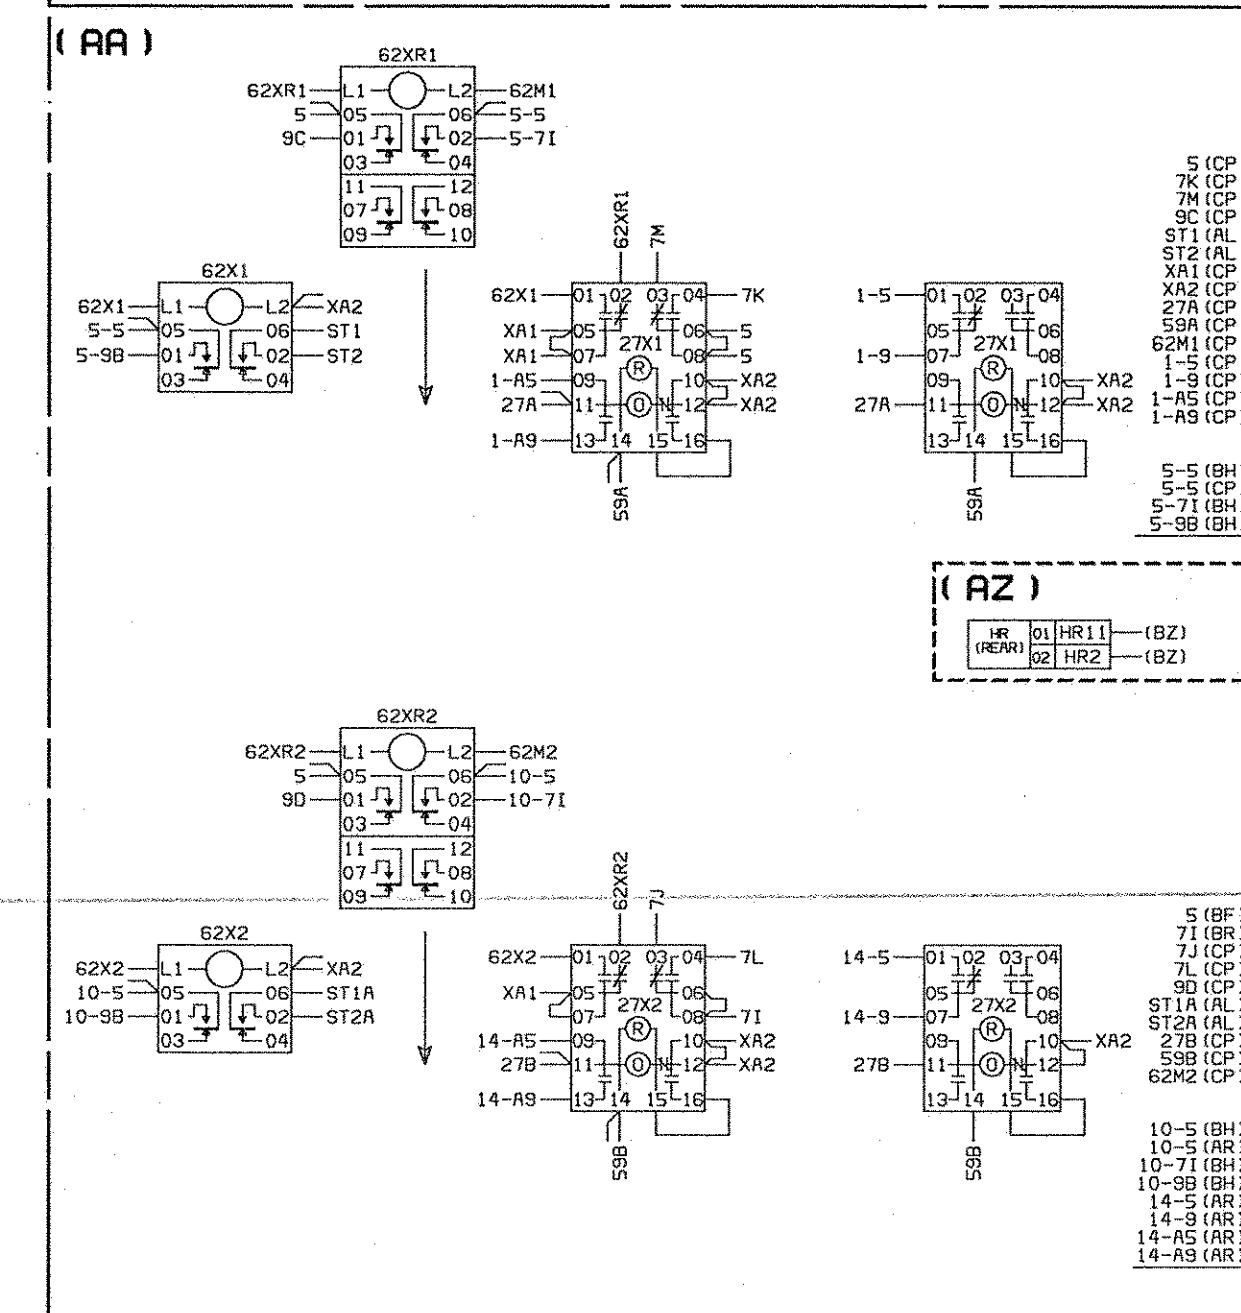 ( AA )
62XR1
62XR1 L1 L2 62M1
5 05 06 5-5
9C 01 02 5-7I
03 04
11 12
07 08
09 10
62X1
62X1 L1 L2 XA2
5-5 05 06 ST1
5-9B 01 02 ST2
03 04
62XR1 7M
62X1 01 02 03 04 7K
XA1 05 06 5
27X1
XA1 07 08 5
R
1-A5 09 10 XA2
27A 11 O N 12 XA2
1-A9 13 14 15 16
59A
1-5 01 02 03 04
05 06
27X1
1-9 07 08
R
09 10 XA2
27A 11 O N 12 XA2
13 14 15 16
59A
5 (CP
7K (CP
7M (CP
9C (CP
ST1 (AL
ST2 (AL
XA1 (CP
XA2 (CP
27A (CP
59A (CP
62M1 (CP
1-5 (CP
1-9 (CP
1-A5 (CP
1-A9 (CP
5-5 (BH
5-5 (CP
5-7I (BH
5-9B (BH
( AZ )
HR (REAR) 01 HR11 (BZ)
02 HR2 (BZ)
62XR2
62XR2 L1 L2 62M2
5 05 06 10-5
9D 01 02 10-7I
03 04
11 12
07 08
09 10
62X2
62X2 L1 L2 XA2
10-5 05 06 ST1A
10-9B 01 02 ST2A
03 04
62XR2 7J
62X2 01 02 03 04 7L
XA1 05 06
27X2
07 08 7I
R
14-A5 09 10 XA2
27B 11 O N 12 XA2
14-A9 13 14 15 16
59B
14-5 01 02 03 04
05 06
27X2
14-9 07 08
R
09 10 XA2
27B 11 O N 12
13 14 15 16
59B
5 (BF
7I (BR
7J (CP
7L (CP
9D (CP
ST1A (AL
ST2A (AL
27B (CP
59B (CP
62M2 (CP
10-5 (BH
10-5 (AR
10-7I (BH
10-9B (BH
14-5 (AR
14-9 (AR
14-A5 (AR
14-A9 (AR